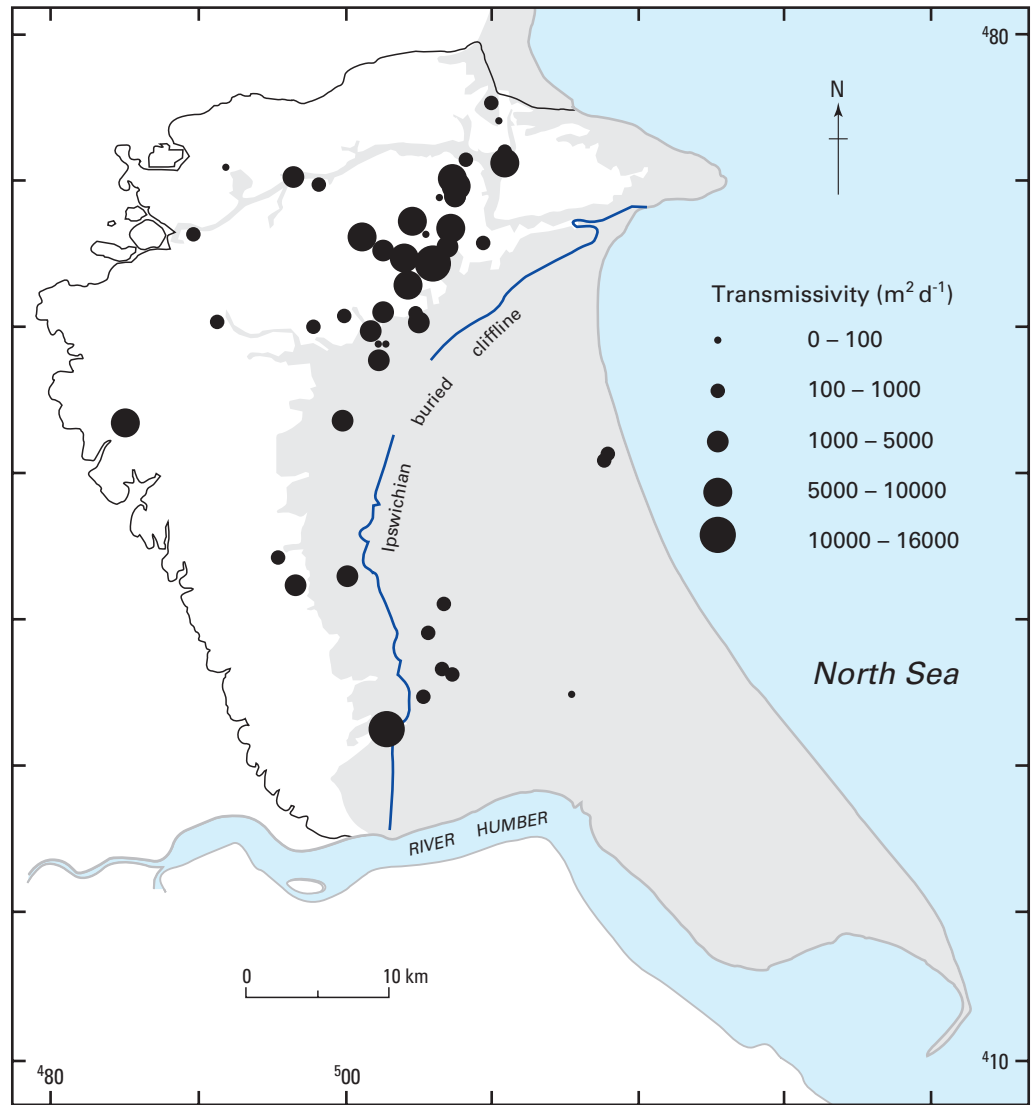 ⁴80
N
Transmissivity (m² d⁻¹)
0 – 100
100 – 1000
1000 – 5000
5000 – 10000
10000 – 16000
cliffline
buried
Ipswichian
North Sea
RIVER HUMBER
0 10 km
⁴10
⁴80 ⁵00